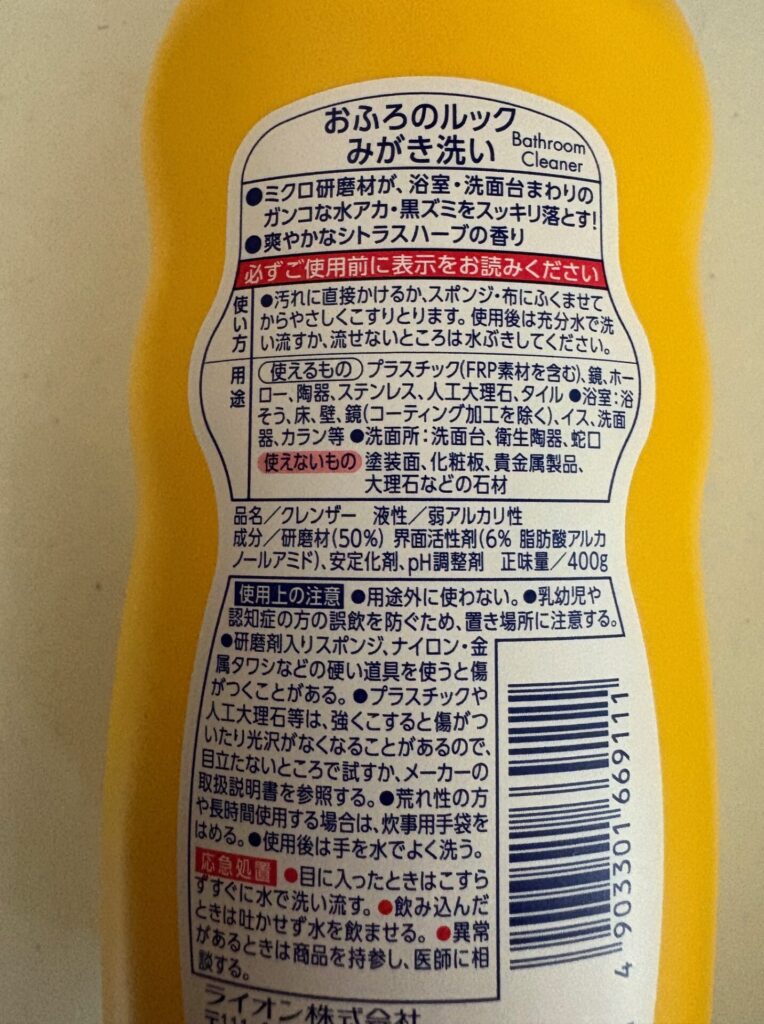 おふろのルック
みがき洗い
Bathroom
Cleaner
●ミクロ研磨材が、浴室・洗面台まわりの
ガンコな水アカ・黒ズミをスッキリ落とす!
●爽やかなシトラスハーブの香り
必ずご使用前に表示をお読みください
使い方
●汚れに直接かけるか、スポンジ・布にふくませて
からやさしくこすりとります。使用後は充分水で洗
い流すか、流せないところは水ぶきしてください。
用途
使えるもの プラスチック(FRP素材を含む)、鏡、ホー
ロー、陶器、ステンレス、人工大理石、タイル ●浴室:浴
そう、床、壁、鏡(コーティング加工を除く)、イス、洗面
器、カラン等 ●洗面所:洗面台、衛生陶器、蛇口
使えないもの 塗装面、化粧板、貴金属製品、
大理石などの石材
品名/クレンザー 液性/弱アルカリ性
成分/研磨材(50%) 界面活性剤(6% 脂肪酸アルカ
ノールアミド)、安定化剤、pH調整剤 正味量/400g
使用上の注意 ●用途外に使わない。●乳幼児や
認知症の方の誤飲を防ぐため、置き場所に注意する。
●研磨剤入りスポンジ、ナイロン・金
属タワシなどの硬い道具を使うと傷
がつくことがある。●プラスチックや
人工大理石等は、強くこすると傷がつ
いたり光沢がなくなることがあるので、
目立たないところで試すか、メーカーの
取扱説明書を参照する。●荒れ性の方
や長時間使用する場合は、炊事用手袋を
はめる。●使用後は手を水でよく洗う。
応急処置 ●目に入ったときはこすら
ずすぐに水で洗い流す。●飲み込んだ
ときは吐かせず水を飲ませる。●異常
があるときは商品を持参し、医師に相
談する。
4 903301 669111
ライオン株式会社